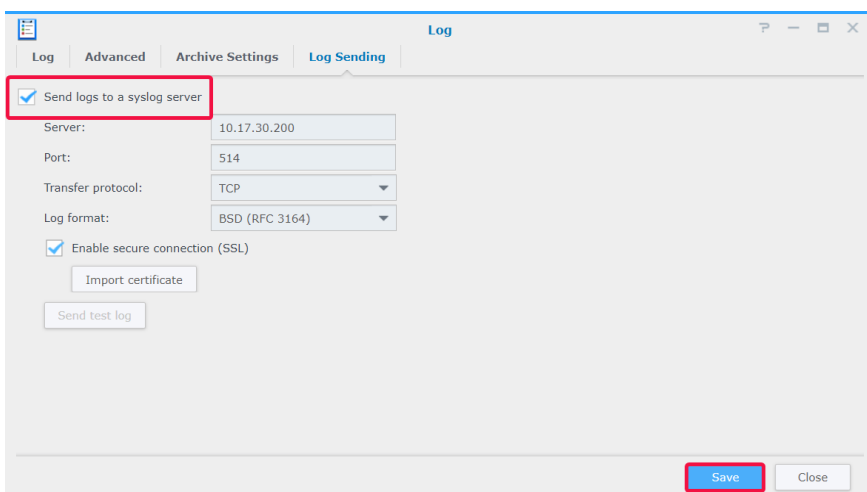 Log
Log Advanced Archive Settings Log Sending
Send logs to a syslog server
Server: 10.17.30.200
Port: 514
Transfer protocol: TCP
Log format: BSD (RFC 3164)
Enable secure connection (SSL)
Import certificate
Send test log
Save Close